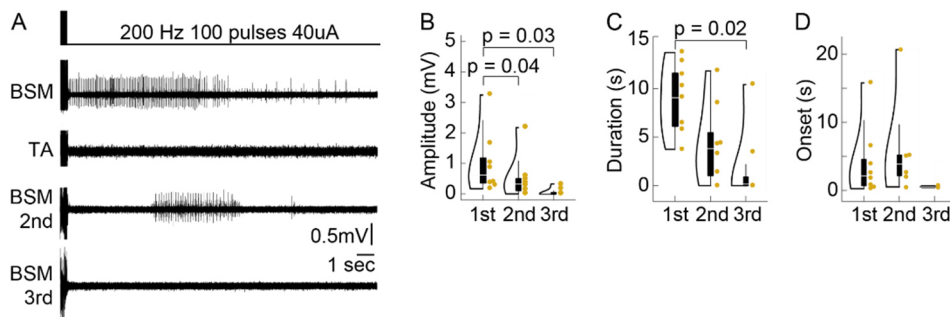 A
200 Hz 100 pulses 40uA
BSM
TA
BSM
2nd
0.5mV
1 sec
BSM
3rd
B
p = 0.03
p = 0.04
Amplitude (mV)
5
4
3
2
1
0
1st 2nd 3rd
C
p = 0.02
Duration (s)
15
10
5
0
1st 2nd 3rd
D
Onset (s)
20
10
0
1st 2nd 3rd